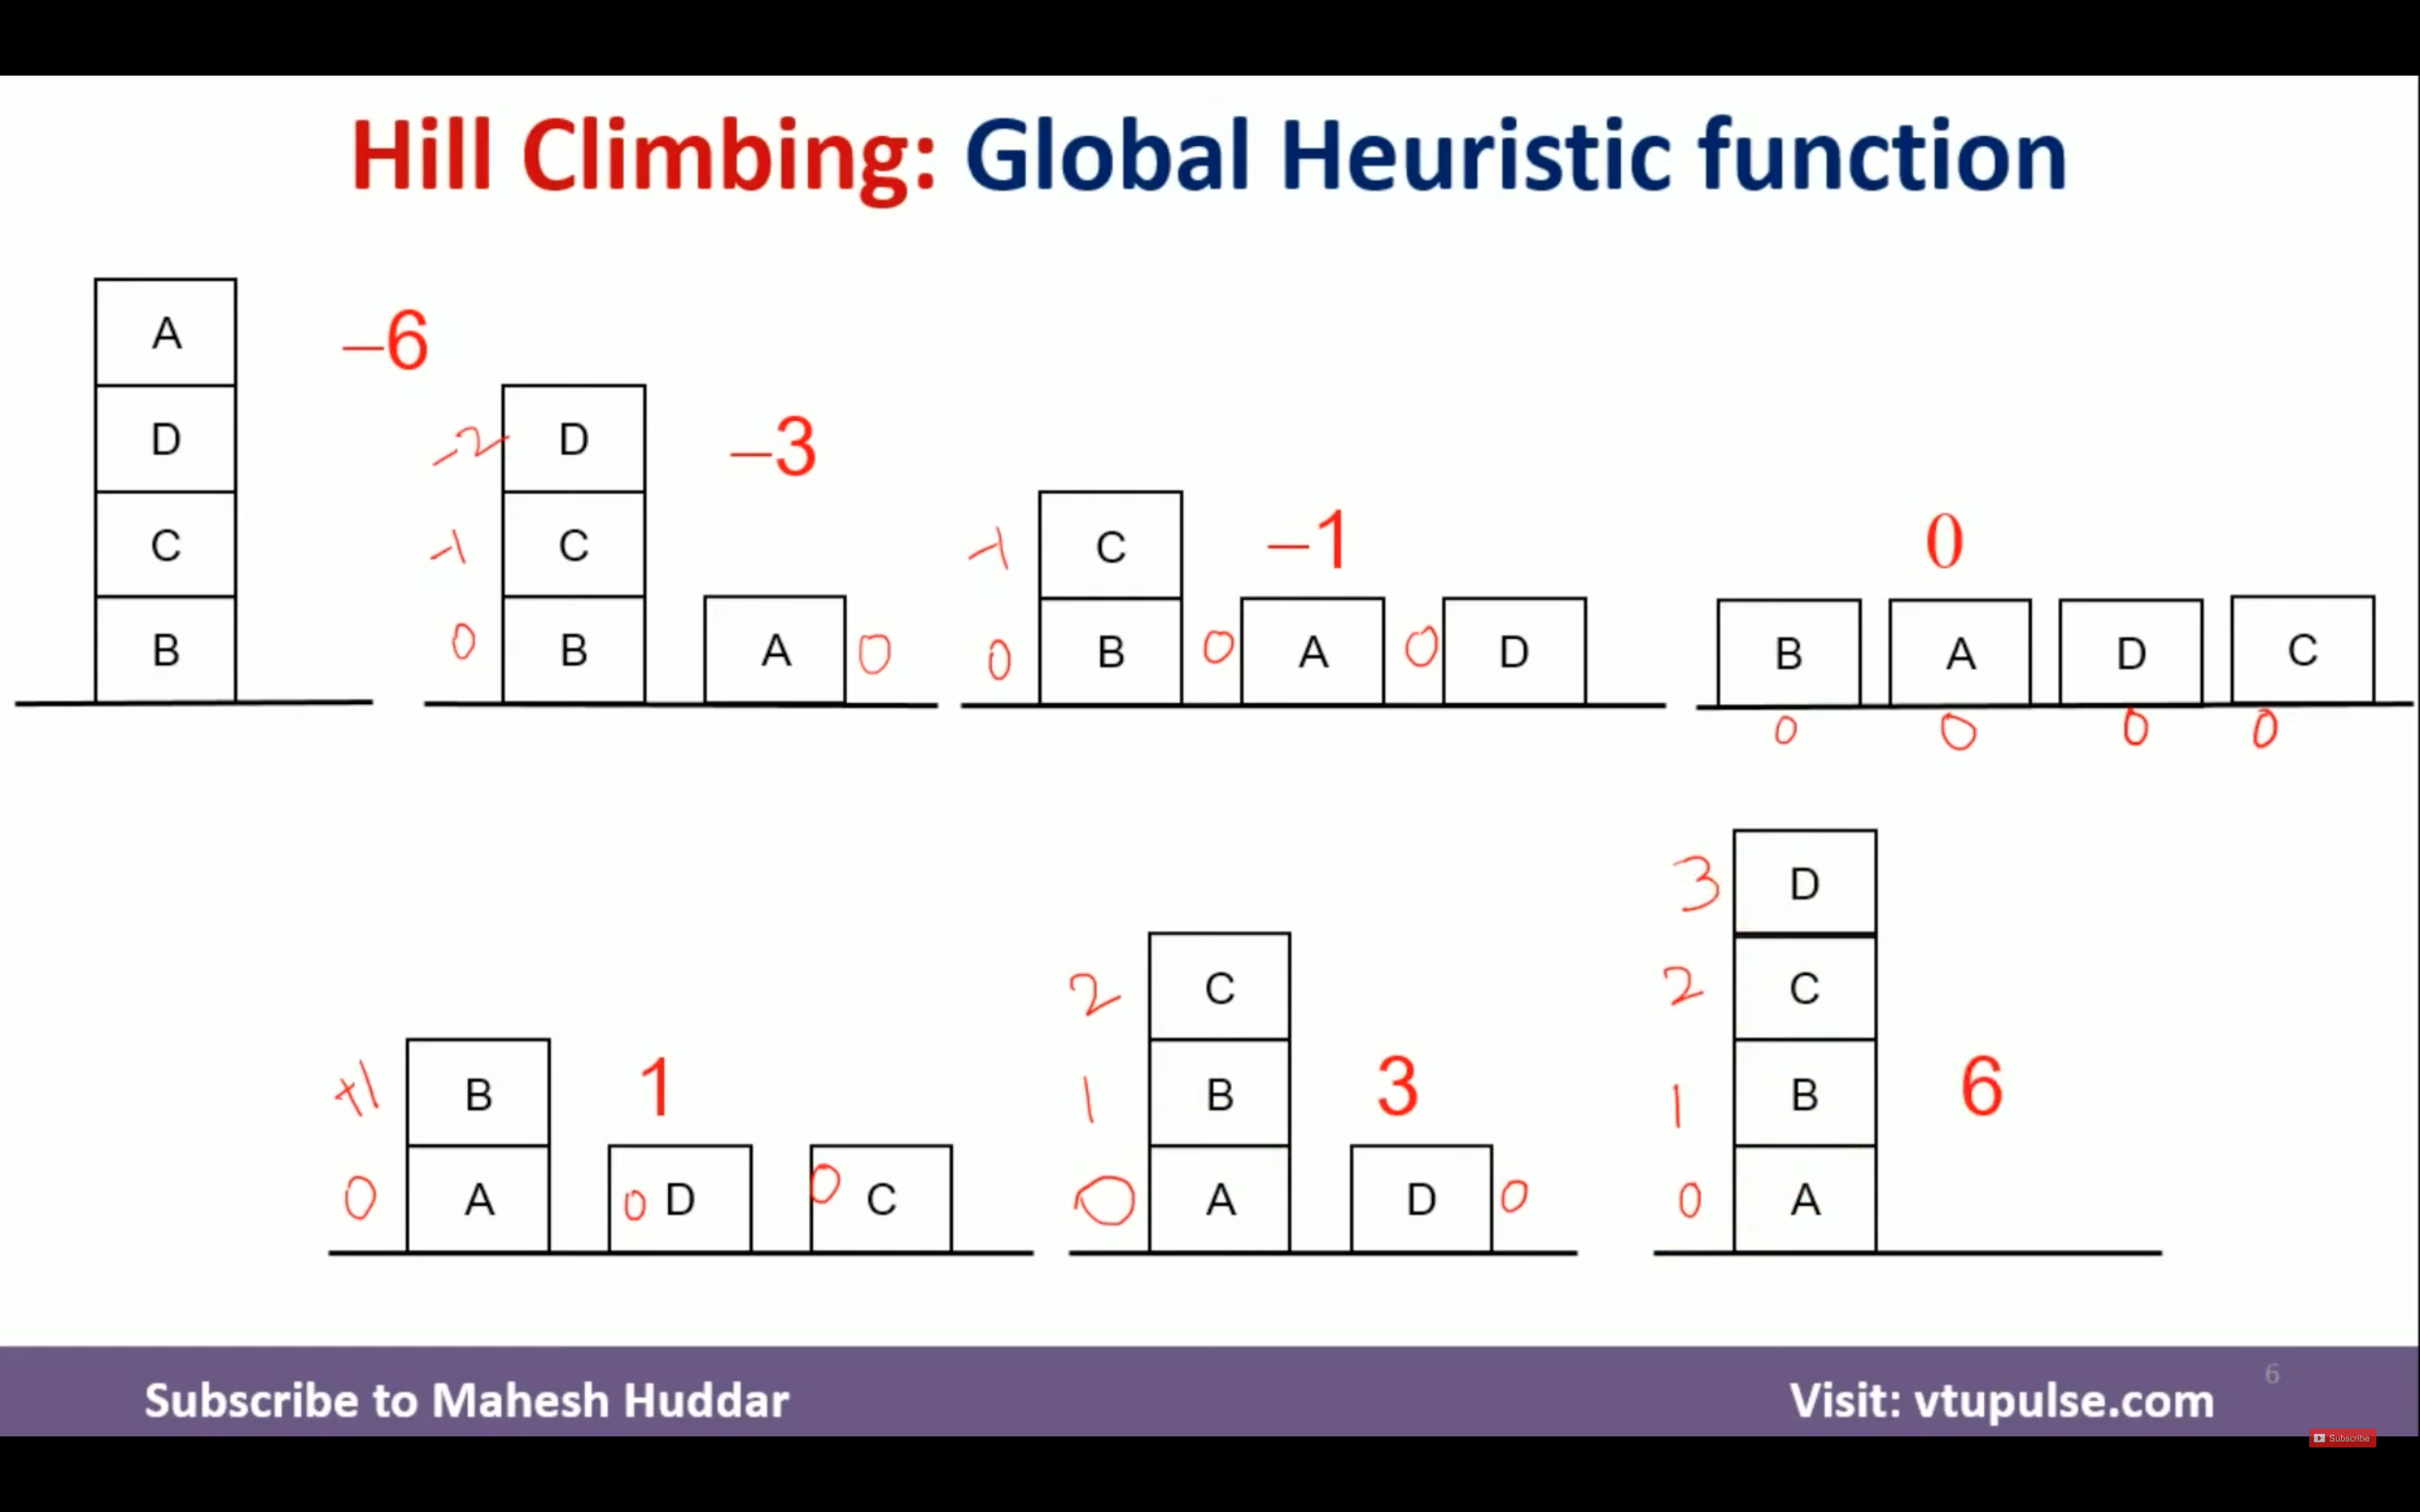 Hill Climbing: Global Heuristic function
A
D
C
B
–6
-2 D
-1 C
0 B
–3
A 0
-1 C
0 B
–1
0 A
0 D
0
B A D C
0 0 0 0
+1 B
0 A
1
0 D
0 C
2 C
1 B
0 A
3
D 0
3 D
2 C
1 B
0 A
6
Subscribe to Mahesh Huddar
Visit: vtupulse.com
6
Subscribe